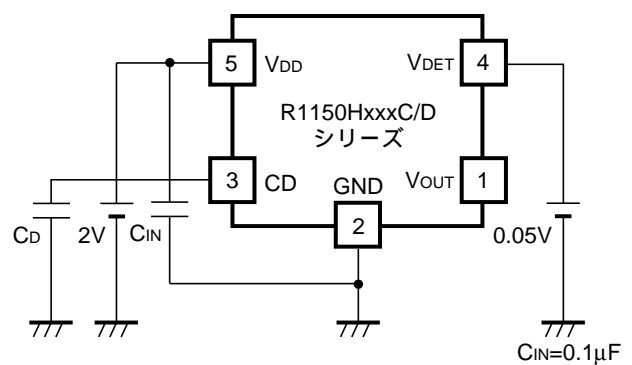 5 VDD VDET 4
R1150HxxxC/D
シリーズ
3 CD VOUT 1
GND
2
CD 2V CIN 0.05V
CIN=0.1μF